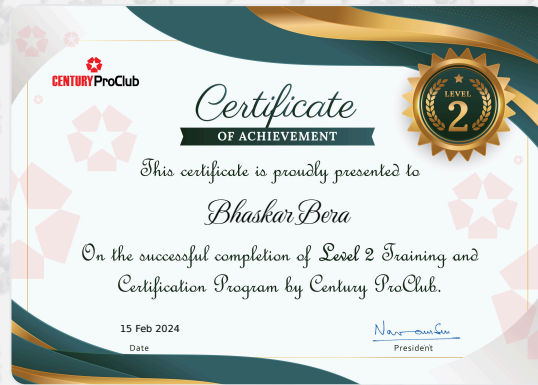 CENTURY ProClub
Certificate
OF ACHIEVEMENT
LEVEL
2
This certificate is proudly presented to
Bhaskar Bera
On the successful completion of Level 2 Training and
Certification Program by Century ProClub.
15 Feb 2024
Date
President